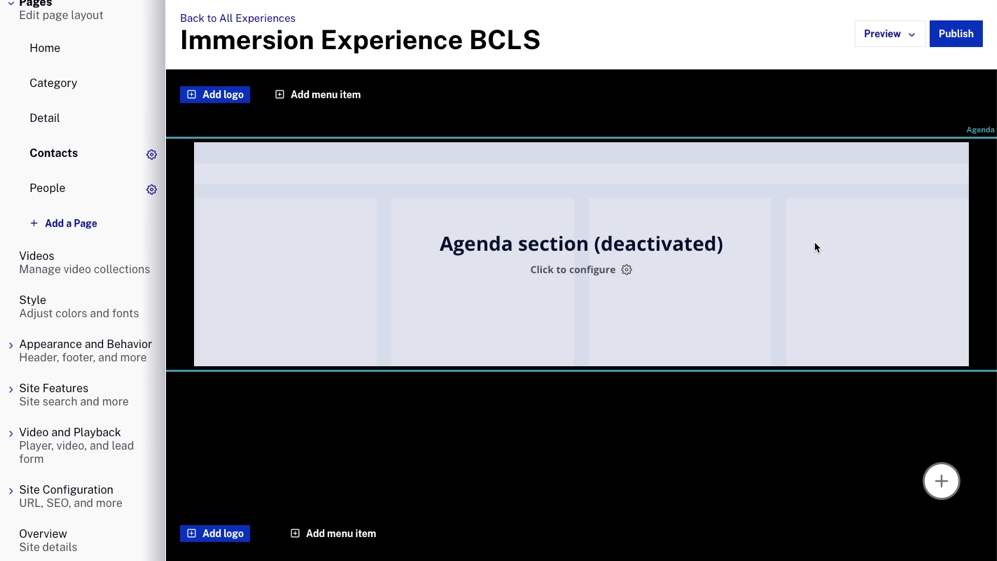 Pages
Edit page layout
Home
Category
Detail
Contacts
People
+ Add a Page
Videos
Manage video collections
Style
Adjust colors and fonts
Appearance and Behavior
Header, footer, and more
Site Features
Site search and more
Video and Playback
Player, video, and lead
form
Site Configuration
URL, SEO, and more
Overview
Site details
Back to All Experiences
Immersion Experience BCLS
Preview
Publish
Add logo
Add menu item
Agenda
Agenda section (deactivated)
Click to configure
Add logo
Add menu item